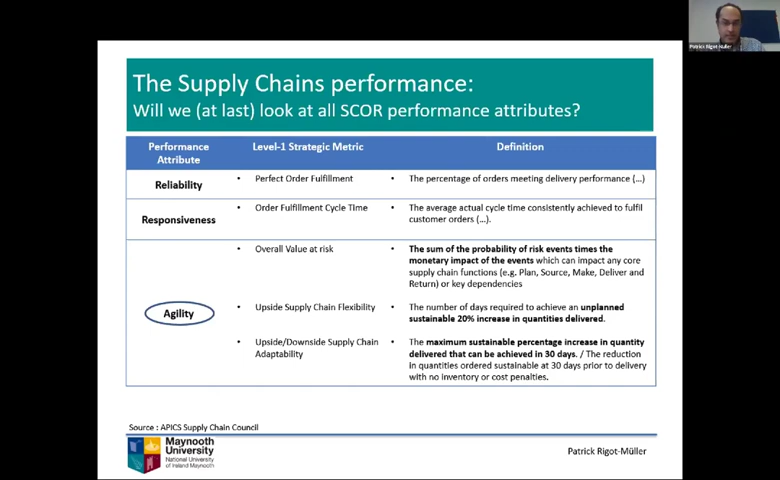 Patrick Rigot-Müller
The Supply Chains performance:
Will we (at last) look at all SCOR performance attributes?
Performance
Attribute
Level-1 Strategic Metric
Definition
Reliability
• Perfect Order Fulfillment
• The percentage of orders meeting delivery performance (...)
Responsiveness
• Order Fulfillment Cycle Time
• The average actual cycle time consistently achieved to fulfil
customer orders (...).
Agility
• Overall Value at risk
• The sum of the probability of risk events times the
monetary impact of the events which can impact any core
supply chain functions (e.g. Plan, Source, Make, Deliver and
Return) or key dependencies
• Upside Supply Chain Flexibility
• The number of days required to achieve an unplanned
sustainable 20% increase in quantities delivered.
• Upside/Downside Supply Chain
Adaptability
• The maximum sustainable percentage increase in quantity
delivered that can be achieved in 30 days. / The reduction
in quantities ordered sustainable at 30 days prior to delivery
with no inventory or cost penalties.
Source : APICS Supply Chain Council
Maynooth
University
National University
of Ireland Maynooth
Patrick Rigot-Müller